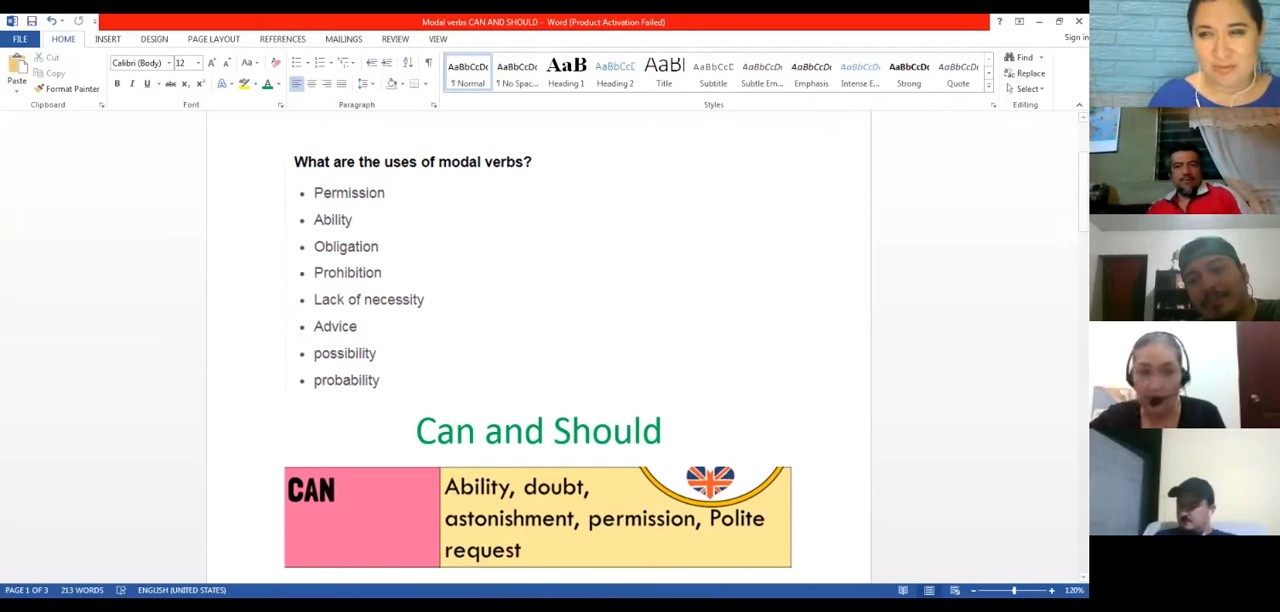 Modal verbs CAN AND SHOULD - Word (Product Activation Failed)
FILE HOME INSERT DESIGN PAGE LAYOUT REFERENCES MAILINGS REVIEW VIEW Sign in
Paste Cut Copy Format Painter
Calibri (Body) 12
AaBbCcDc AaBbCcDc AaB AaBbCcD AaB AaBbCcD AaBbCcDc AaBbCcDc AaBbCcDc AaBbCcDc AaBbCcDc
¶ Normal ¶ No Spac... Heading 1 Heading 2 Title Subtitle Subtle Em... Emphasis Intense E... Strong Quote
Find
Replace
Select
Clipboard Font Paragraph Styles Editing
What are the uses of modal verbs?
• Permission
• Ability
• Obligation
• Prohibition
• Lack of necessity
• Advice
• possibility
• probability
Can and Should
CAN
Ability, doubt,
astonishment, permission, Polite
request
PAGE 1 OF 3 213 WORDS ENGLISH (UNITED STATES) 120%